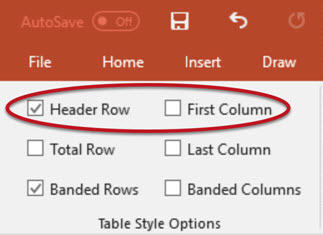 AutoSave Off
File Home Insert Draw
Header Row First Column
Total Row Last Column
Banded Rows Banded Columns
Table Style Options